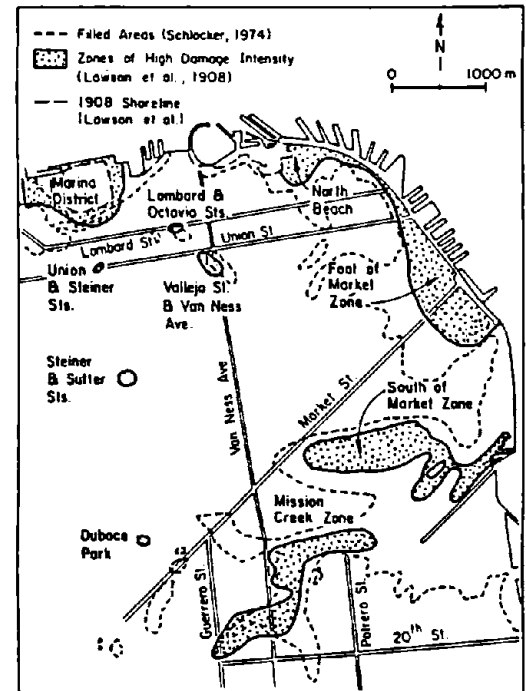 Filled Areas (Schlocker, 1974)
Zones of High Damage Intensity
(Lawson et al., 1908)
1908 Shoreline
(Lawson et al.)
N
0 1000 m
Marina
District
Lombard &
Octavia Sts.
North
Beach
Lombard St.
Union St.
Union
& Steiner
Sts.
Valleja St.
& Van Ness
Ave.
Foot of
Market
Zone
Steiner
& Sutter
Sts.
Van Ness Ave
Market St.
South of
Market Zone
Mission
Creek Zone
Duboce
Park
Guerrero St.
Potrero St.
20th St.